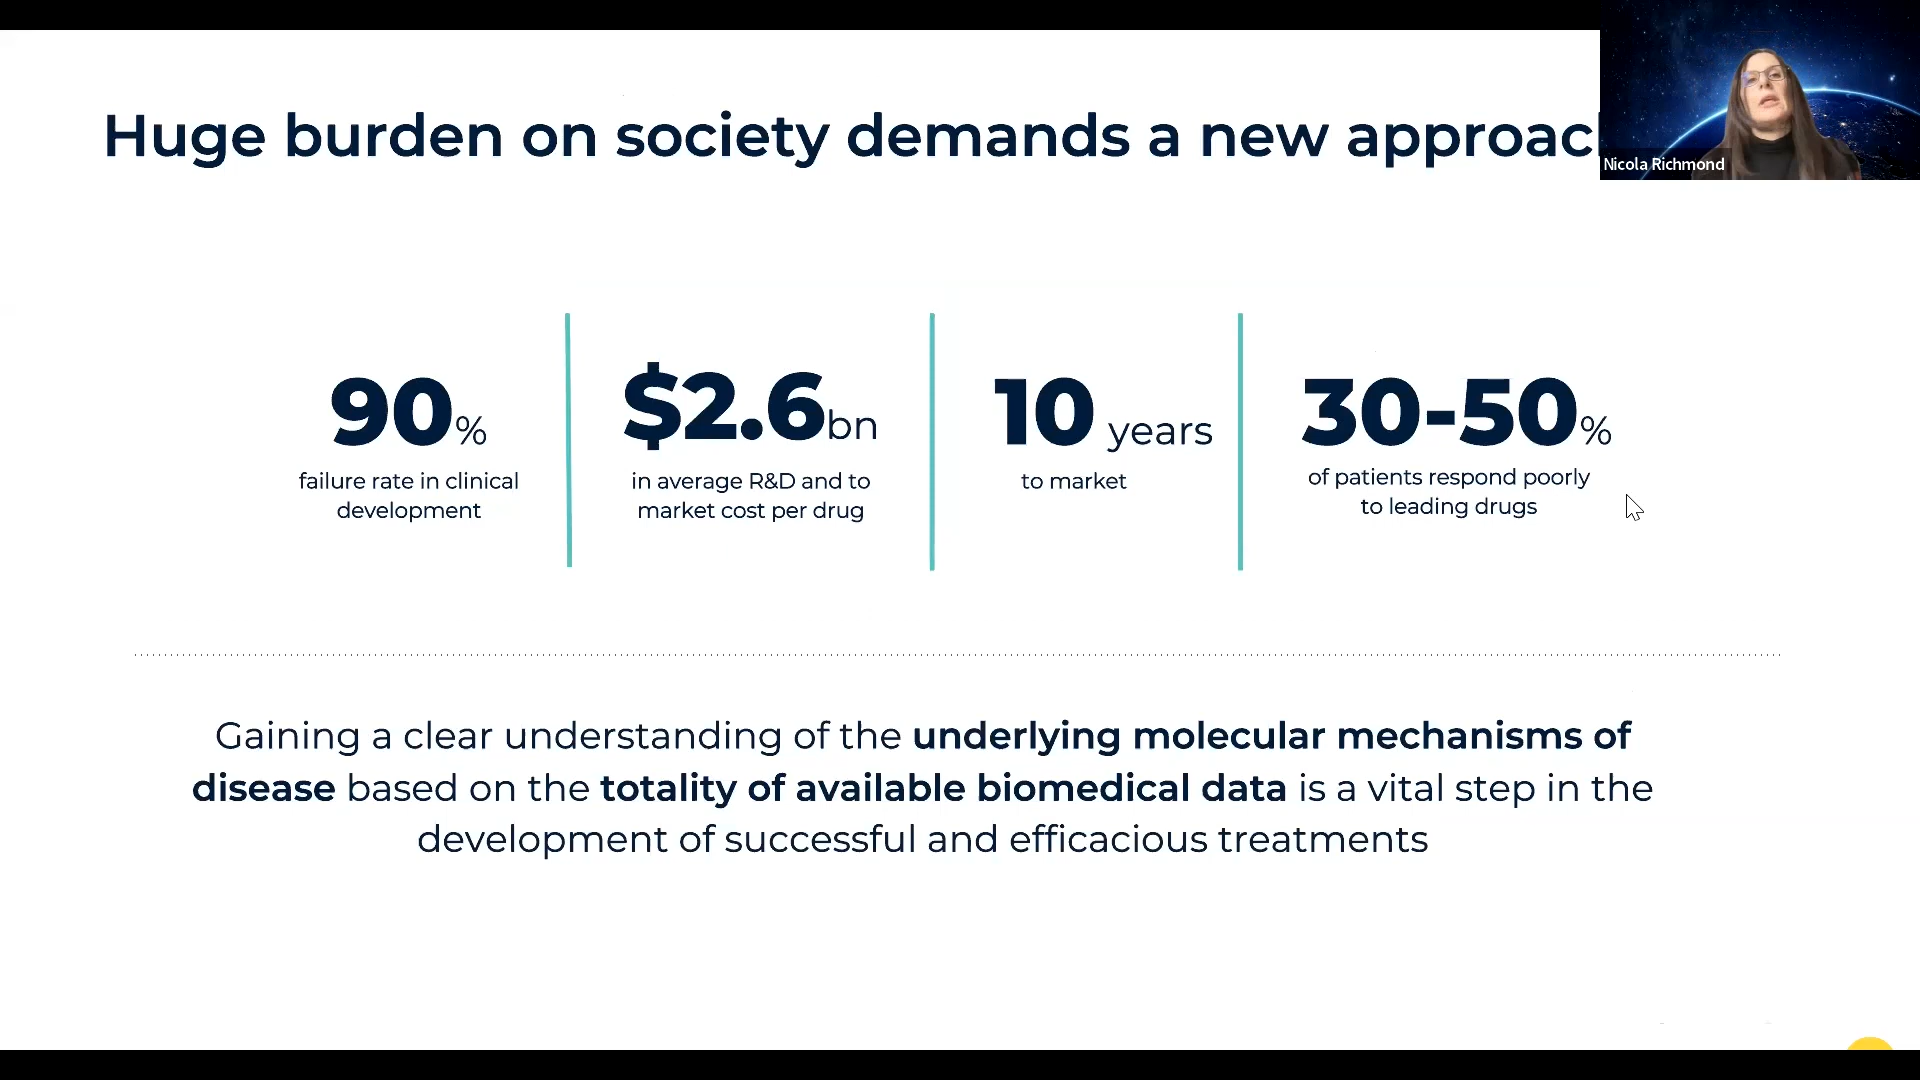 Huge burden on society demands a new approac
Nicola Richmond
90%
failure rate in clinical
development
$2.6bn
in average R&D and to
market cost per drug
10 years
to market
30-50%
of patients respond poorly
to leading drugs
Gaining a clear understanding of the underlying molecular mechanisms of
disease based on the totality of available biomedical data is a vital step in the
development of successful and efficacious treatments